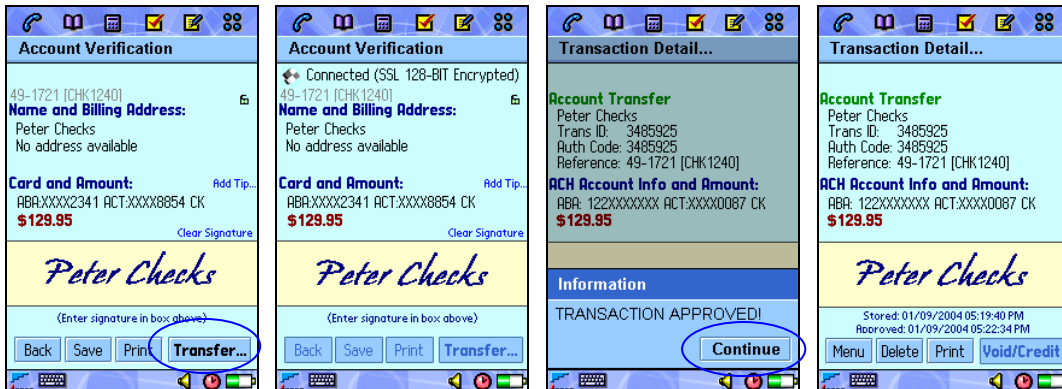 Account Verification
49-1721 [CHK1240]
Name and Billing Address:
Peter Checks
No address available
Card and Amount:
Add Tip...
ABA:XXXX2341 ACT:XXXX8854 CK
$129.95
Clear Signature
Peter Checks
(Enter signature in box above)
Back Save Print Transfer...
Account Verification
Connected (SSL 128-BIT Encrypted)
49-1721 [CHK1240]
Name and Billing Address:
Peter Checks
No address available
Card and Amount:
Add Tip...
ABA:XXXX2341 ACT:XXXX8854 CK
$129.95
Clear Signature
Peter Checks
(Enter signature in box above)
Back Save Print Transfer...
Transaction Detail...
Account Transfer
Peter Checks
Trans ID: 3485925
Auth Code: 3485925
Reference: 49-1721 [CHK1240]
ACH Account Info and Amount:
ABA: 122XXXXXXX ACT:XXXX0087 CK
$129.95
Information
TRANSACTION APPROVED!
Continue
Transaction Detail...
Account Transfer
Peter Checks
Trans ID: 3485925
Auth Code: 3485925
Reference: 49-1721 [CHK1240]
ACH Account Info and Amount:
ABA: 122XXXXXXX ACT:XXXX0087 CK
$129.95
Peter Checks
Stored: 01/09/2004 05:19:40 PM
Approved: 01/09/2004 05:22:34 PM
Menu Delete Print Void/Credit